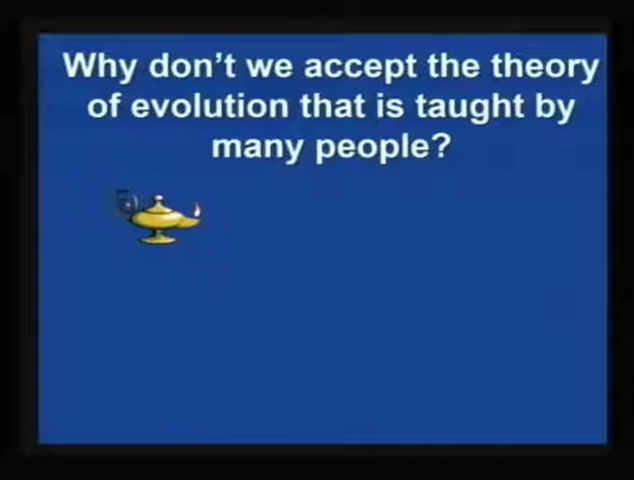 Why don't we accept the theory
of evolution that is taught by
many people?